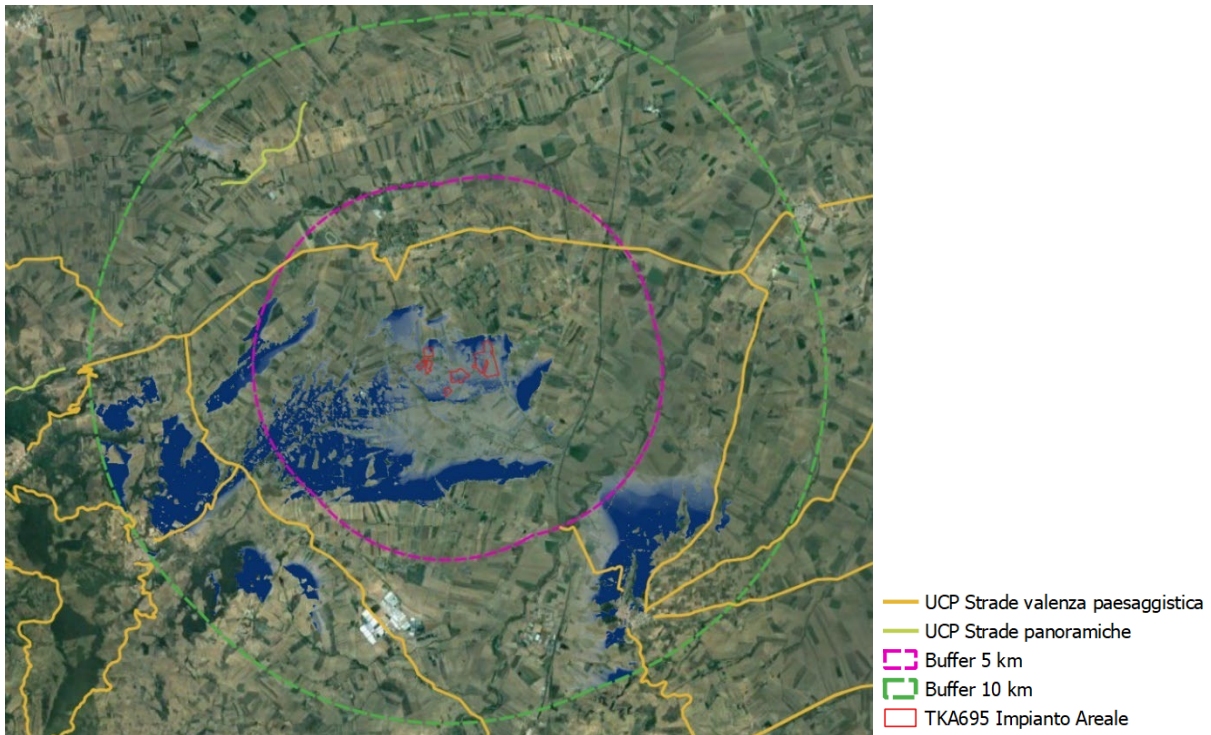 UCP Strade valenza paesaggistica
UCP Strade panoramiche
Buffer 5 km
Buffer 10 km
TKA695 Impianto Areale